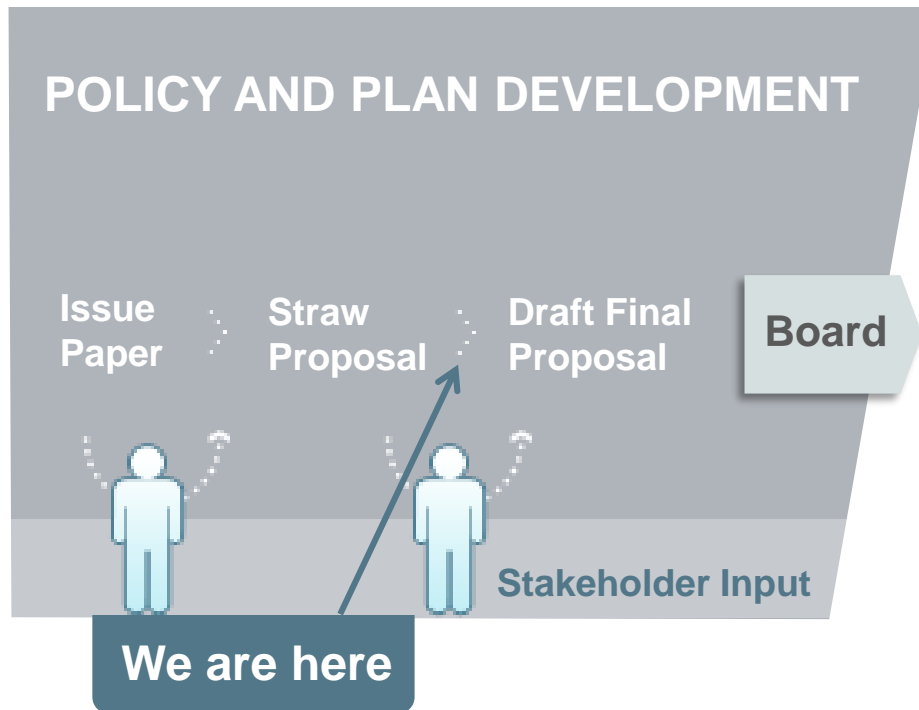 POLICY AND PLAN DEVELOPMENT
Issue
Paper
Straw
Proposal
Draft Final
Proposal
Board
Stakeholder Input
We are here